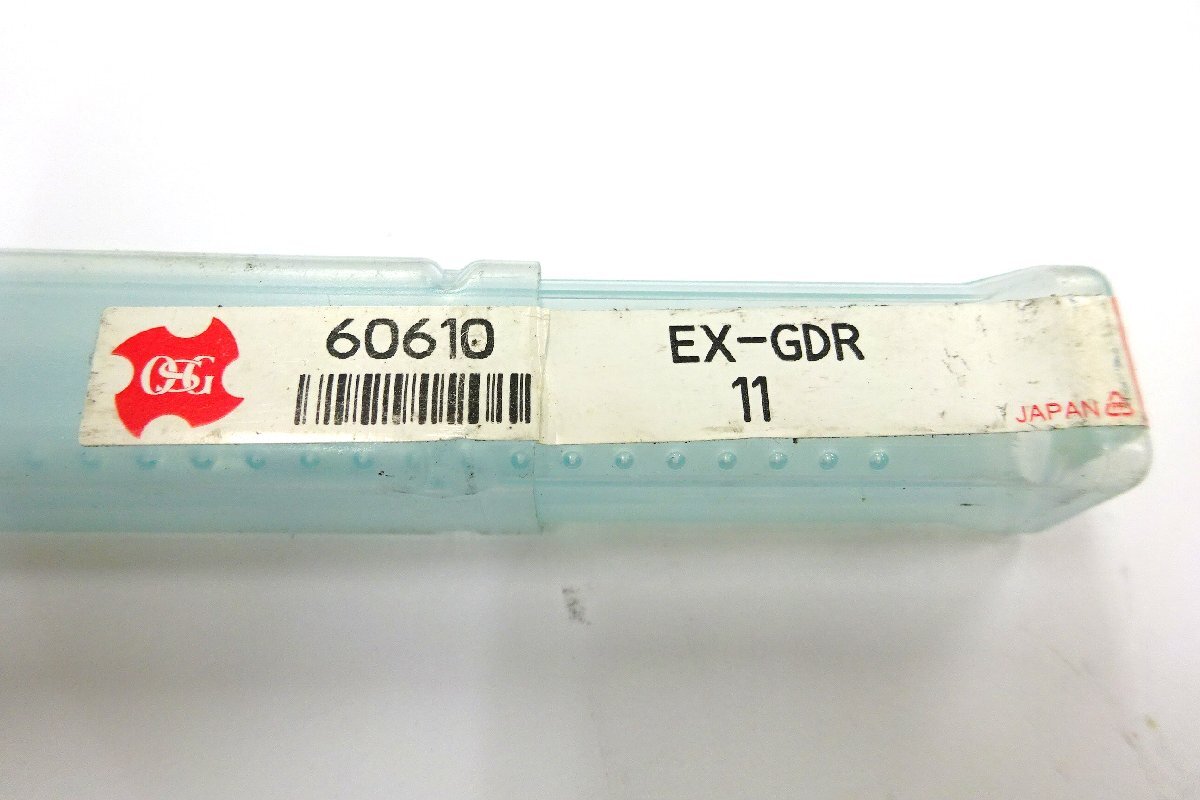 OSG
60610
EX-GDR
11
JAPAN